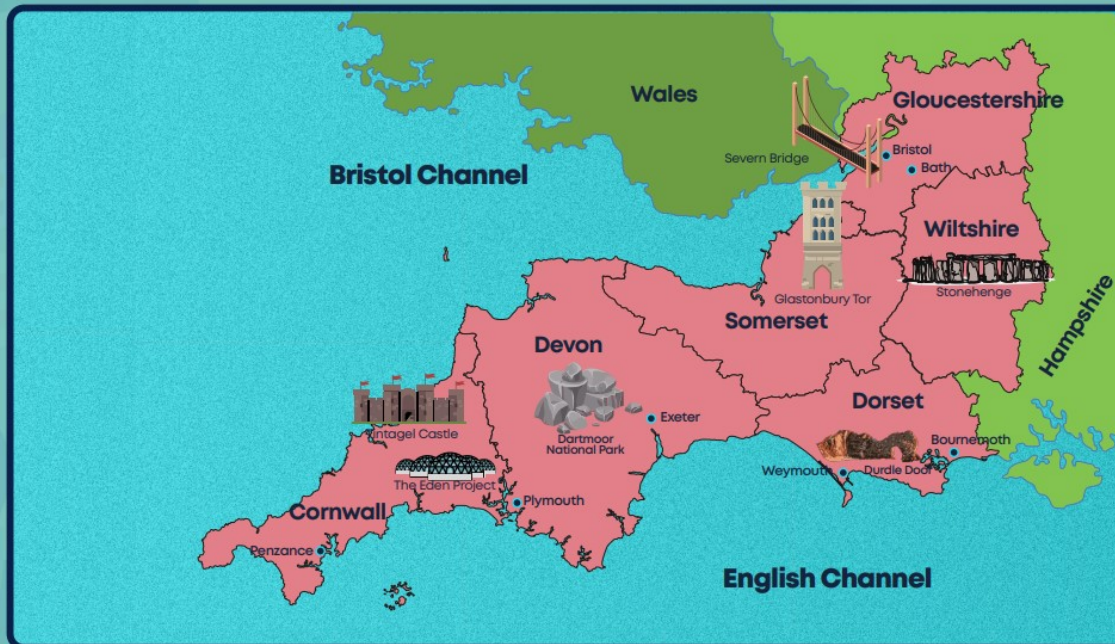 Wales
Gloucestershire
Severn Bridge
Bristol
Bristol Channel
Bath
Wiltshire
Stonehenge
Glastonbury Tor
Hampshire
Somerset
Devon
Dorset
Exeter
Tintagel Castle
Dartmoor
National Park
Bournemoth
Weymouth
Durdle Door
The Eden Project
Plymouth
Cornwall
Penzance
English Channel